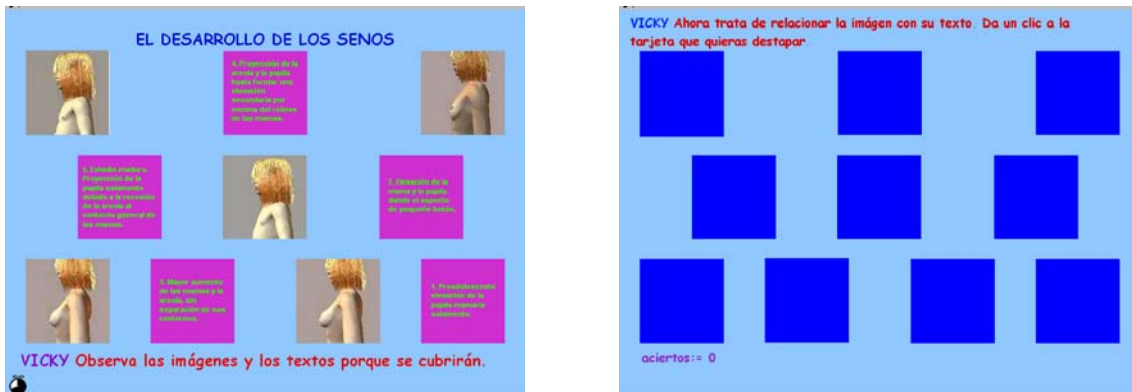 EL DESARROLLO DE LOS SENOS
4. Proyección de la
areola y la papila
hasta formar una
elevación
secundaria por
encima del relieve
de las mamas.
5. Estadio maduro.
Proyección de la
papila solamente
debido a la recesión
de la areola al
contorno general de
las mamas.
2. Elevación de la
mama y la papila
dando el aspecto
de pequeño botón.
3. Mayor aumento
de las mamas y la
areola, sin
separación de sus
contornos.
1. Preadolescente
elevación de la
papila mamaria
solamente.
VICKY Observa las imágenes y los textos porque se cubrirán.
VICKY Ahora trata de relacionar la imágen con su texto. Da un clic a la
tarjeta que quieras destapar.
aciertos:= 0